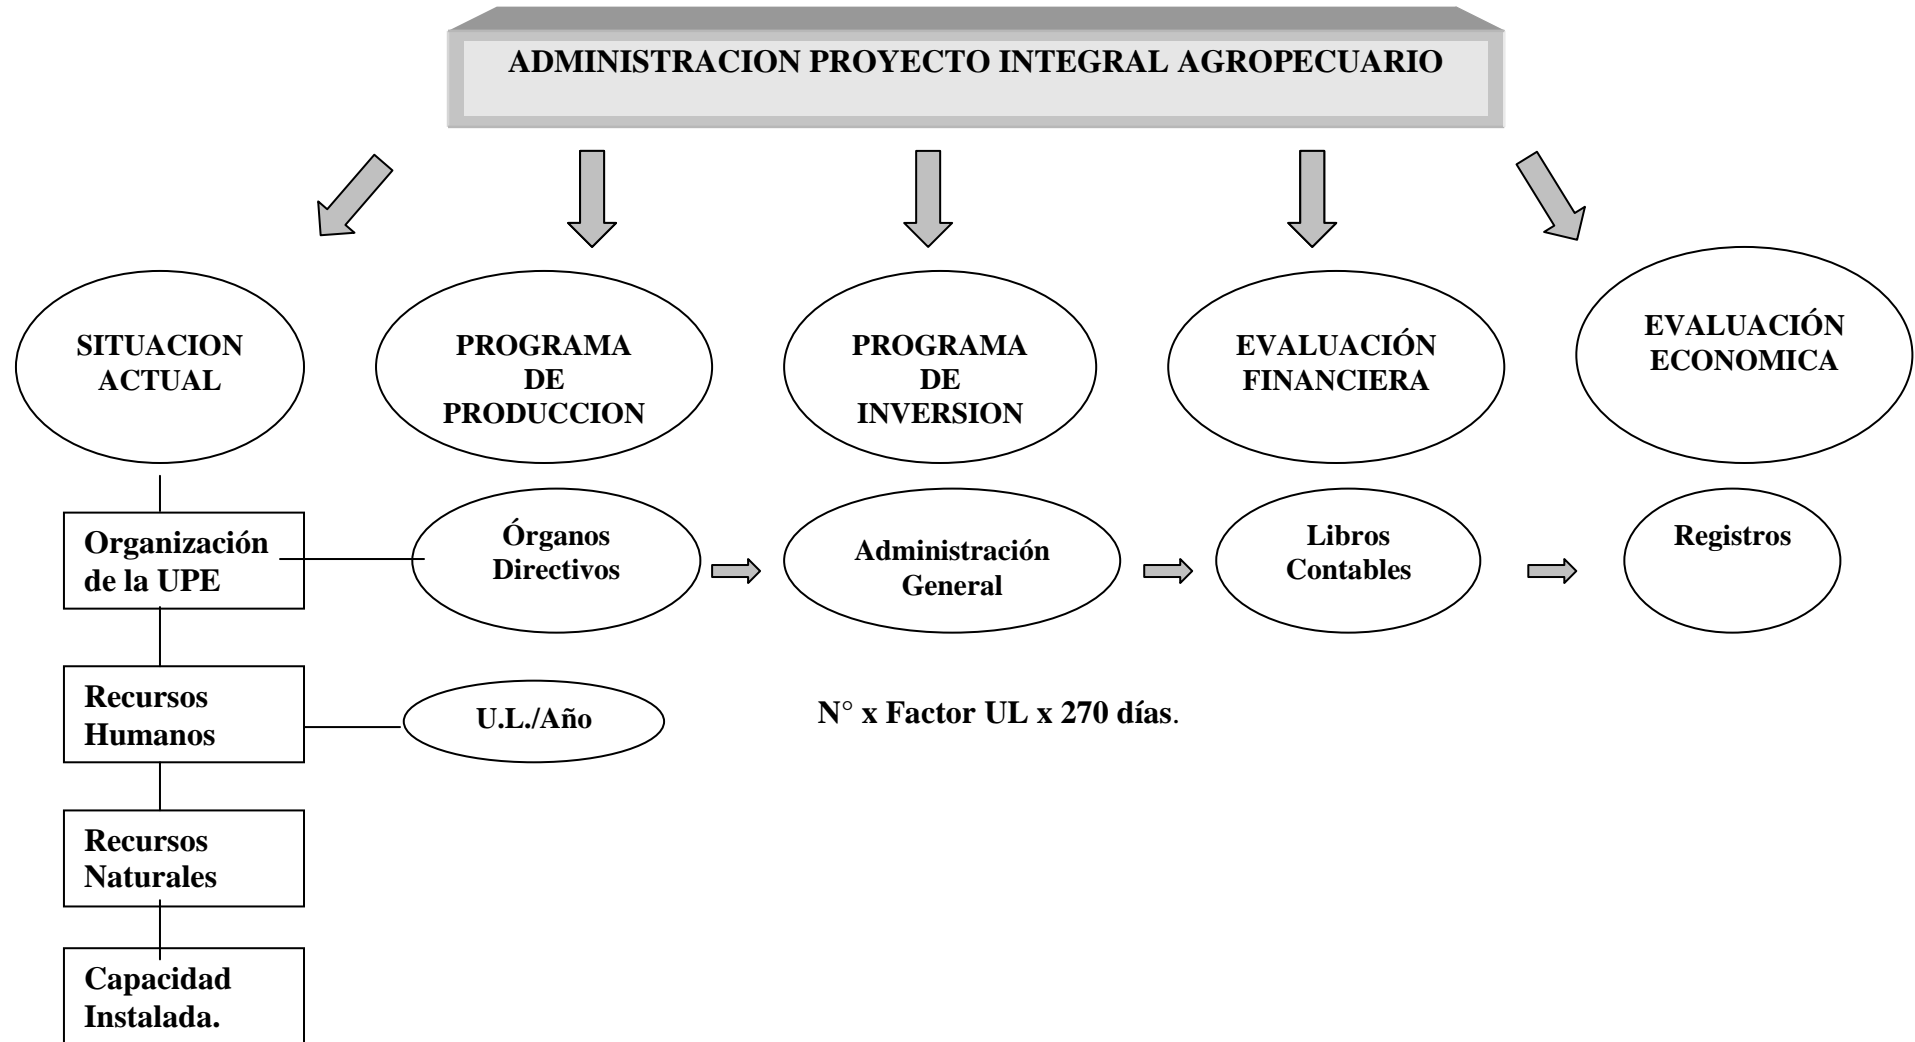 ADMINISTRACION PROYECTO INTEGRAL AGROPECUARIO
SITUACION
ACTUAL
PROGRAMA
DE
PRODUCCION
PROGRAMA
DE
INVERSION
EVALUACIÓN
FINANCIERA
EVALUACIÓN
ECONOMICA
Organización
de la UPE
Órganos
Directivos
Administración
General
Libros
Contables
Registros
Recursos
Humanos
U.L./Año
N° x Factor UL x 270 días.
Recursos
Naturales
Capacidad
Instalada.